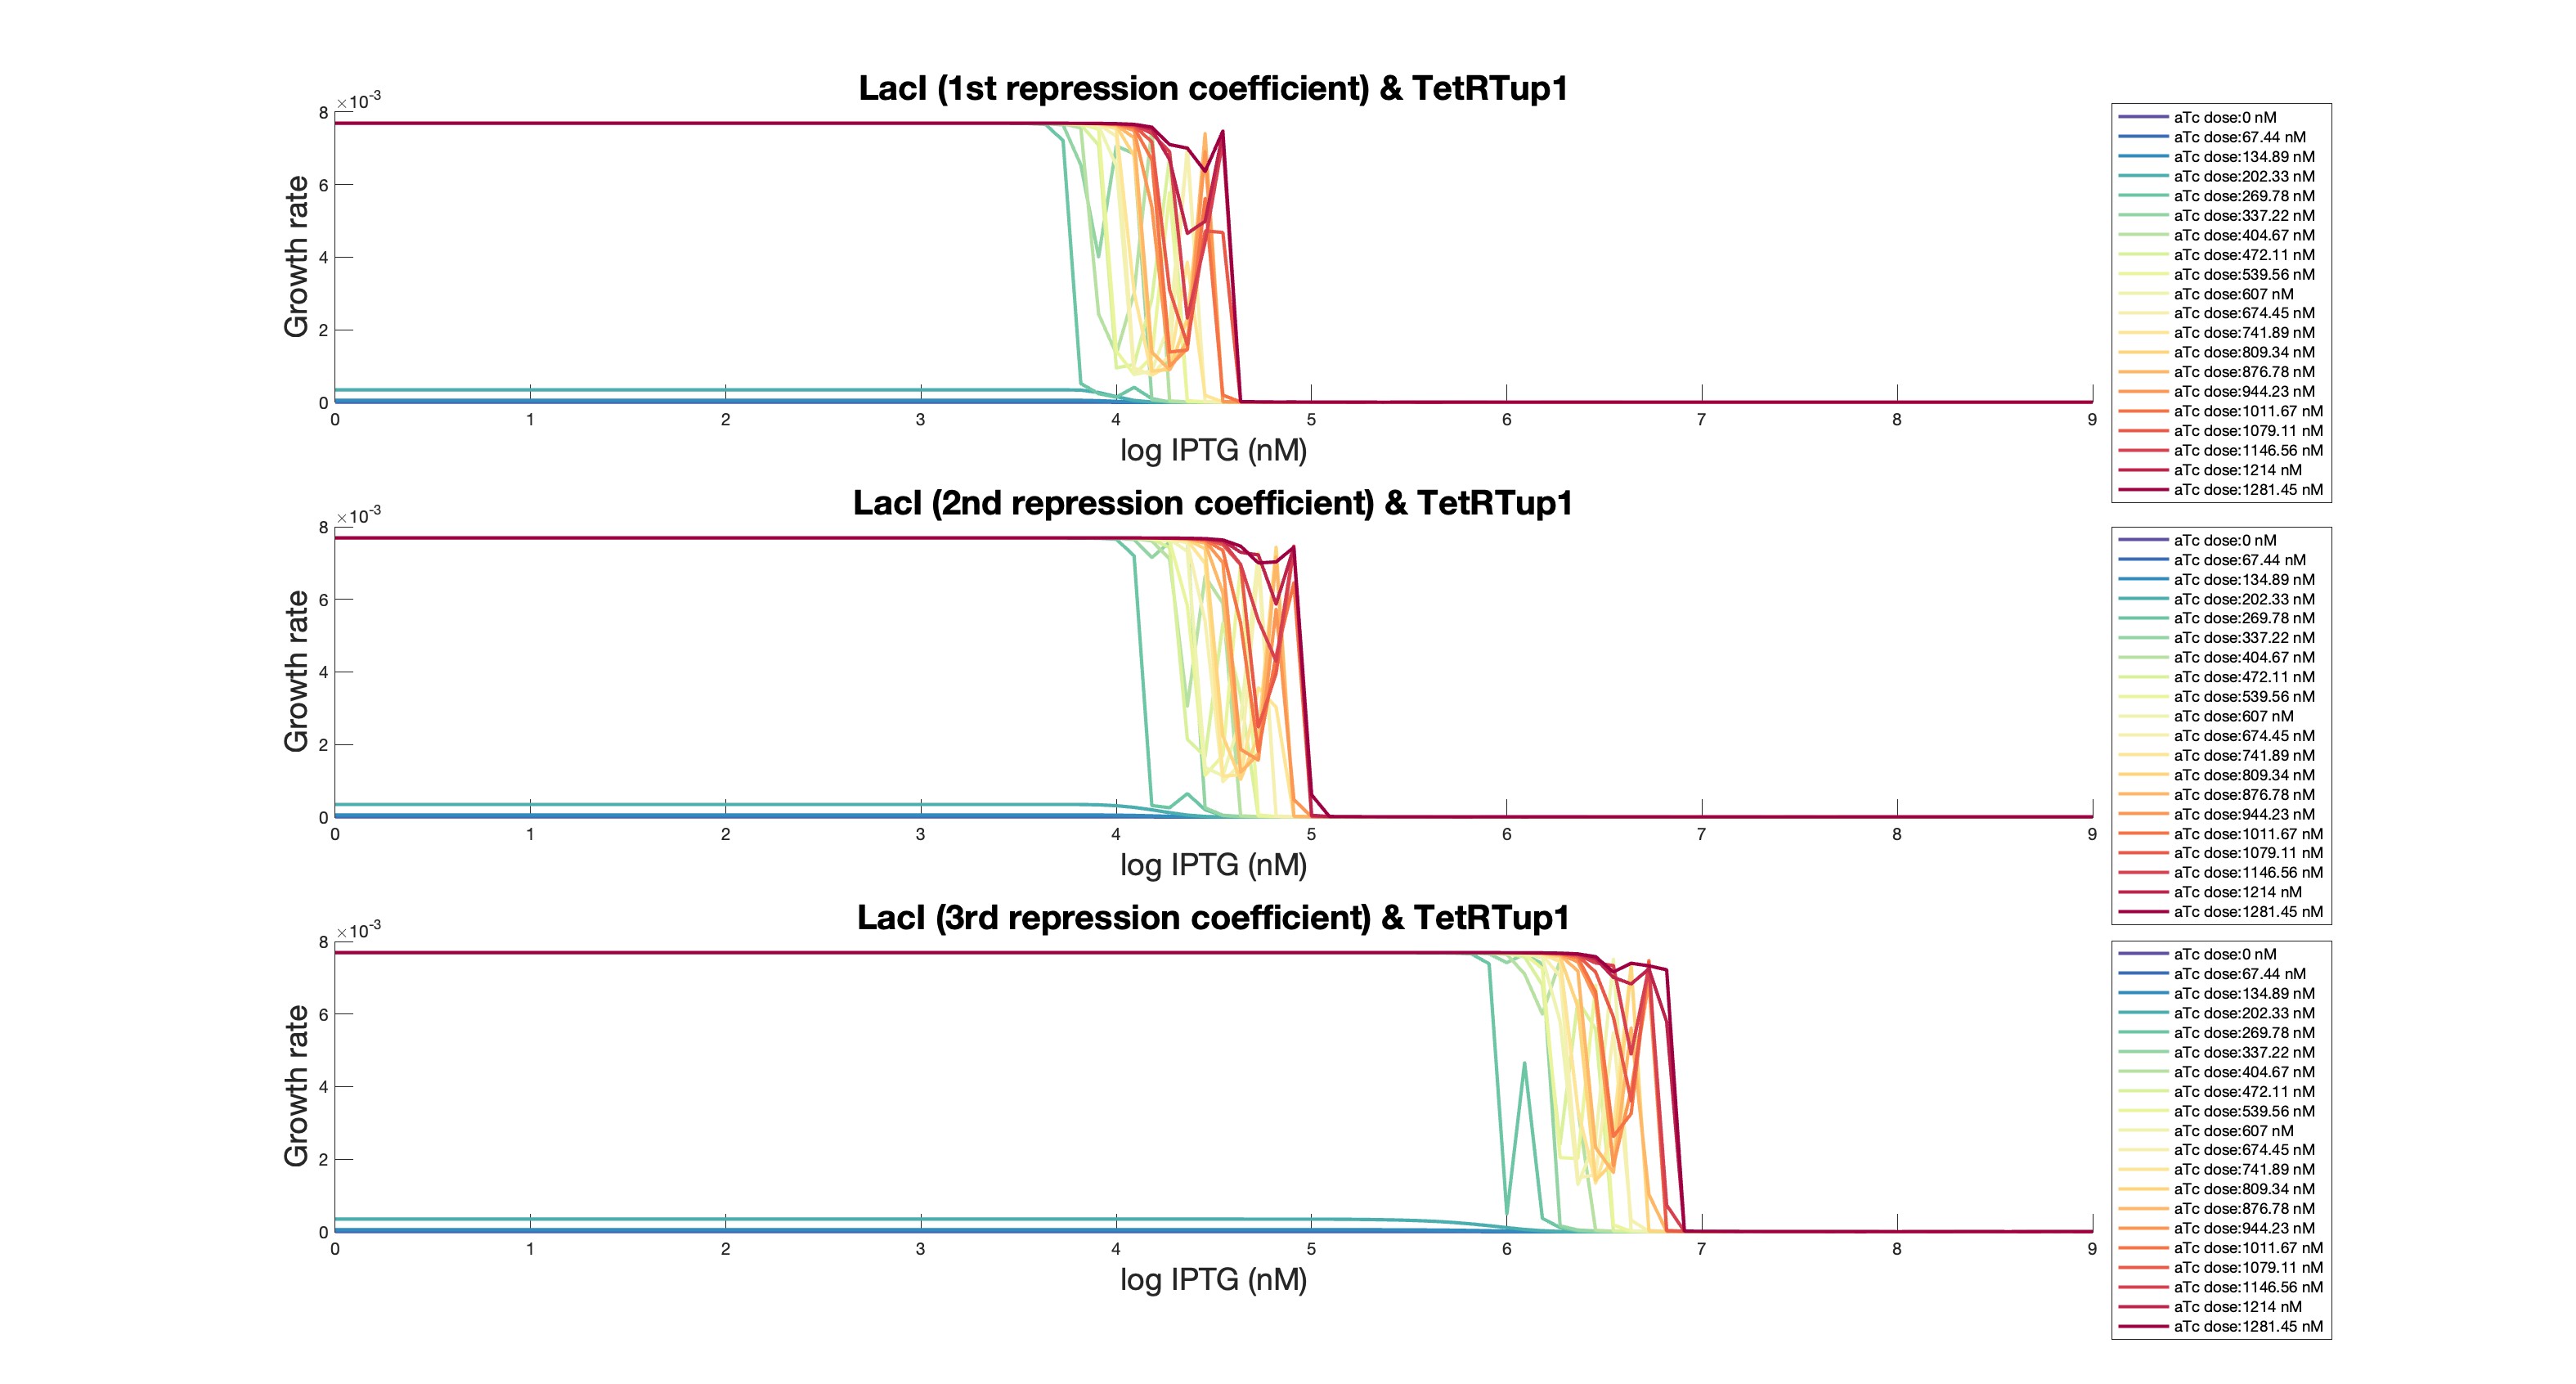 LacI (1st repression coefficient) & TetRTup1
×10-3
8
6
4
2
0
Growth rate
0 1 2 3 4 5 6 7 8 9
log IPTG (nM)
aTc dose:0 nM
aTc dose:67.44 nM
aTc dose:134.89 nM
aTc dose:202.33 nM
aTc dose:269.78 nM
aTc dose:337.22 nM
aTc dose:404.67 nM
aTc dose:472.11 nM
aTc dose:539.56 nM
aTc dose:607 nM
aTc dose:674.45 nM
aTc dose:741.89 nM
aTc dose:809.34 nM
aTc dose:876.78 nM
aTc dose:944.23 nM
aTc dose:1011.67 nM
aTc dose:1079.11 nM
aTc dose:1146.56 nM
aTc dose:1214 nM
aTc dose:1281.45 nM
LacI (2nd repression coefficient) & TetRTup1
×10-3
8
6
4
2
0
Growth rate
0 1 2 3 4 5 6 7 8 9
log IPTG (nM)
aTc dose:0 nM
aTc dose:67.44 nM
aTc dose:134.89 nM
aTc dose:202.33 nM
aTc dose:269.78 nM
aTc dose:337.22 nM
aTc dose:404.67 nM
aTc dose:472.11 nM
aTc dose:539.56 nM
aTc dose:607 nM
aTc dose:674.45 nM
aTc dose:741.89 nM
aTc dose:809.34 nM
aTc dose:876.78 nM
aTc dose:944.23 nM
aTc dose:1011.67 nM
aTc dose:1079.11 nM
aTc dose:1146.56 nM
aTc dose:1214 nM
aTc dose:1281.45 nM
LacI (3rd repression coefficient) & TetRTup1
×10-3
8
6
4
2
0
Growth rate
0 1 2 3 4 5 6 7 8 9
log IPTG (nM)
aTc dose:0 nM
aTc dose:67.44 nM
aTc dose:134.89 nM
aTc dose:202.33 nM
aTc dose:269.78 nM
aTc dose:337.22 nM
aTc dose:404.67 nM
aTc dose:472.11 nM
aTc dose:539.56 nM
aTc dose:607 nM
aTc dose:674.45 nM
aTc dose:741.89 nM
aTc dose:809.34 nM
aTc dose:876.78 nM
aTc dose:944.23 nM
aTc dose:1011.67 nM
aTc dose:1079.11 nM
aTc dose:1146.56 nM
aTc dose:1214 nM
aTc dose:1281.45 nM